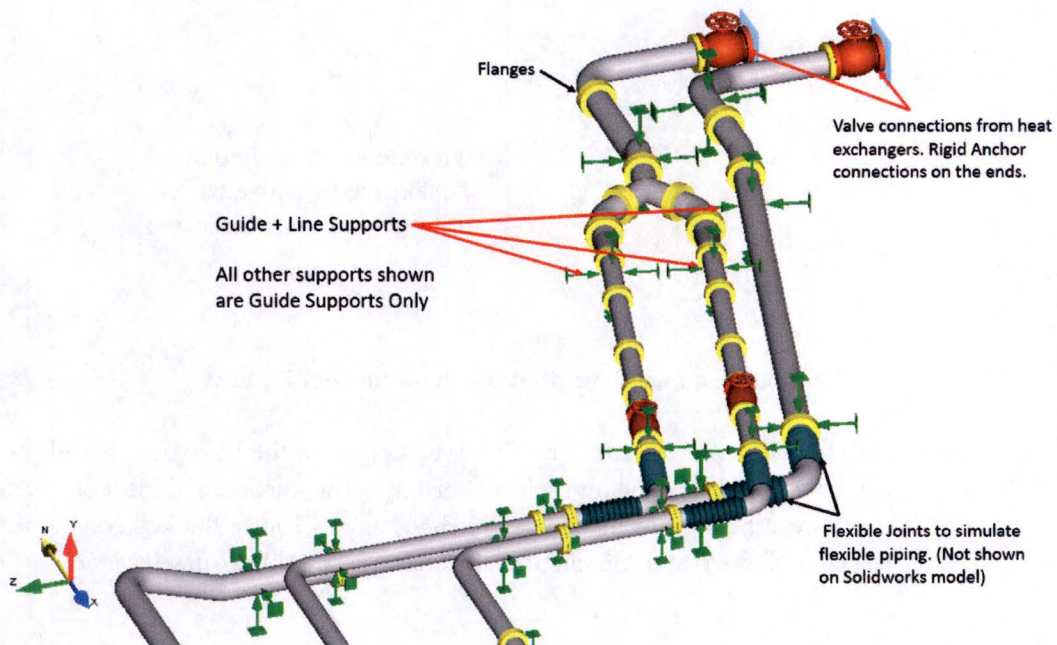 Flanges
Valve connections from heat
exchangers. Rigid Anchor
connections on the ends.
Guide + Line Supports
All other supports shown
are Guide Supports Only
Flexible Joints to simulate
flexible piping. (Not shown
on Solidworks model)
N
Y
Z
X